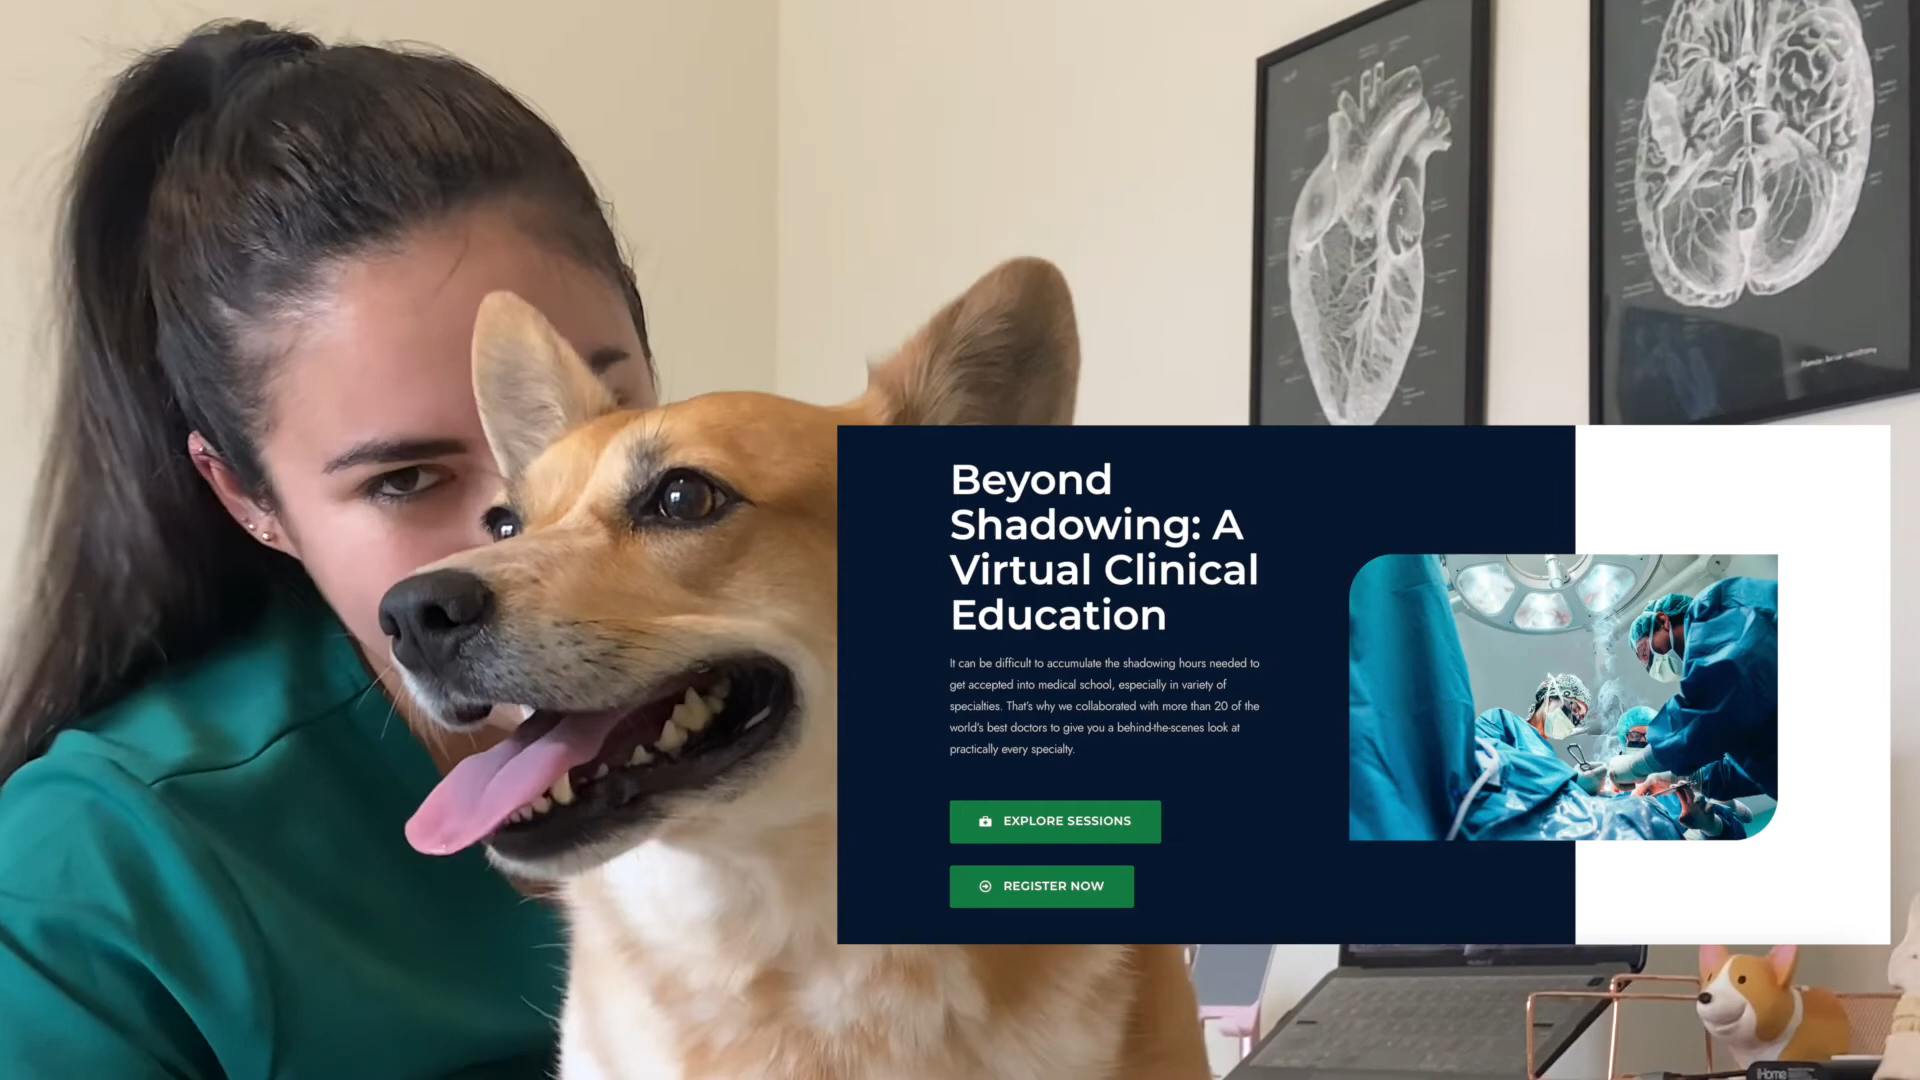 Beyond
Shadowing: A
Virtual Clinical
Education
It can be difficult to accumulate the shadowing hours needed to
get accepted into medical school, especially in variety of
specialties. That's why we collaborated with more than 20 of the
world's best doctors to give you a behind-the-scenes look at
practically every specialty.
EXPLORE SESSIONS
REGISTER NOW
iHome